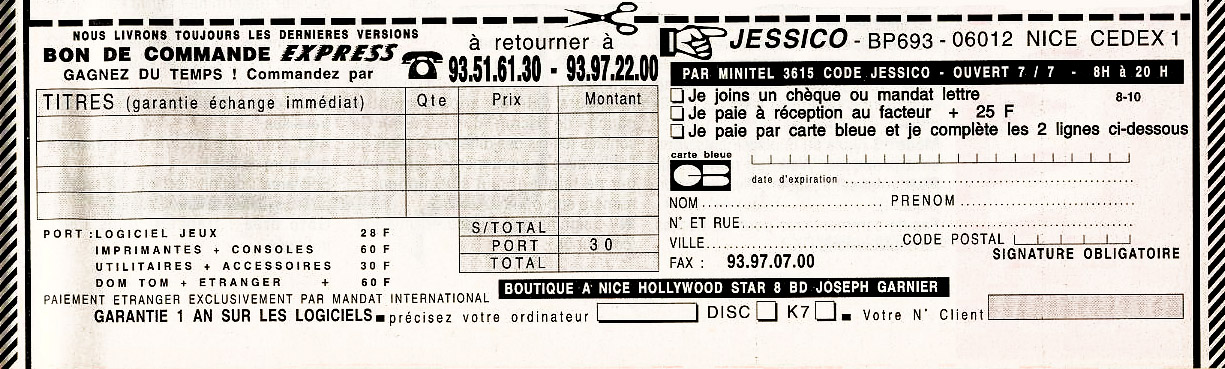 NOUS LIVRONS TOUJOURS LES DERNIERES VERSIONS
BON DE COMMANDE EXPRESS
GAGNEZ DU TEMPS ! Commandez par
à retourner à
93.51.61.30 - 93.97.22.00
JESSICO - BP693 - 06012 NICE CEDEX 1
PAR MINITEL 3615 CODE JESSICO - OUVERT 7 / 7 - 8H à 20 H
TITRES (garantie échange immédiat) Qte Prix Montant
S/TOTAL
PORT 30
TOTAL
Je joins un chèque ou mandat lettre 8-10
Je paie à réception au facteur + 25 F
Je paie par carte bleue et je complète les 2 lignes ci-dessous
carte bleue
CB
date d'expiration
NOM PRENOM
N° ET RUE
VILLE CODE POSTAL
FAX : 93.97.07.00 SIGNATURE OBLIGATOIRE
PORT : LOGICIEL JEUX 28 F
IMPRIMANTES + CONSOLES 60 F
UTILITAIRES + ACCESSOIRES 30 F
DOM TOM + ETRANGER + 60 F
PAIEMENT ETRANGER EXCLUSIVEMENT PAR MANDAT INTERNATIONAL
BOUTIQUE A NICE HOLLYWOOD STAR 8 BD JOSEPH GARNIER
GARANTIE 1 AN SUR LES LOGICIELS précisez votre ordinateur DISC K7 Votre N° Client